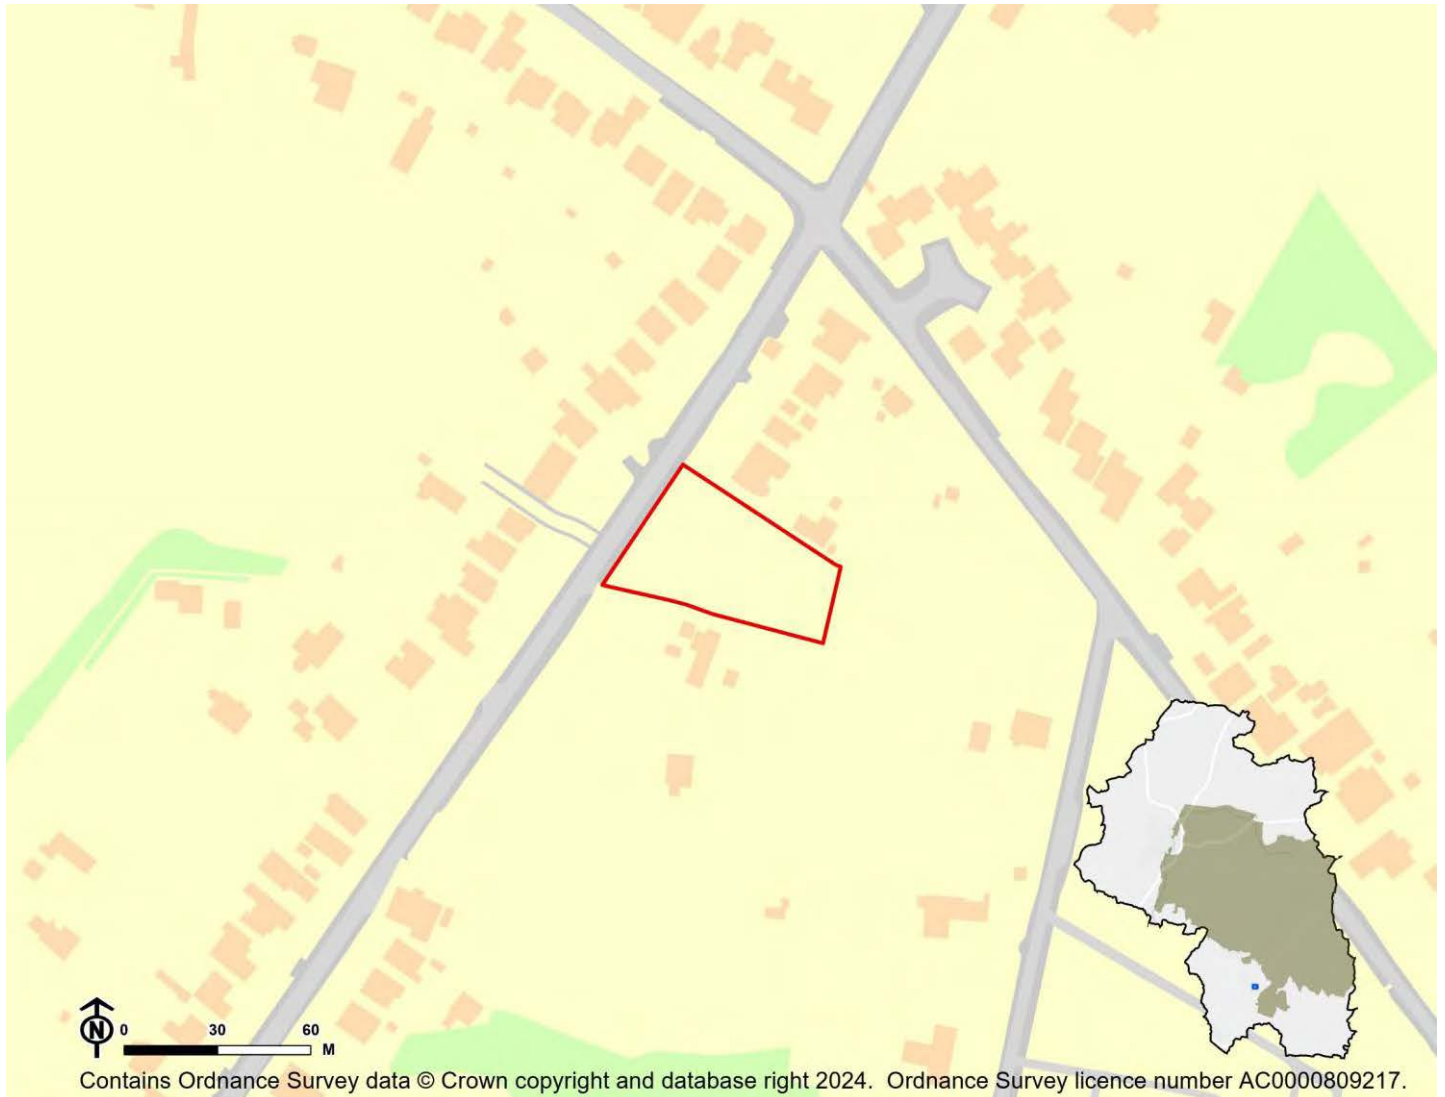 N
0 30 60
M
Contains Ordnance Survey data © Crown copyright and database right 2024. Ordnance Survey licence number AC0000809217.